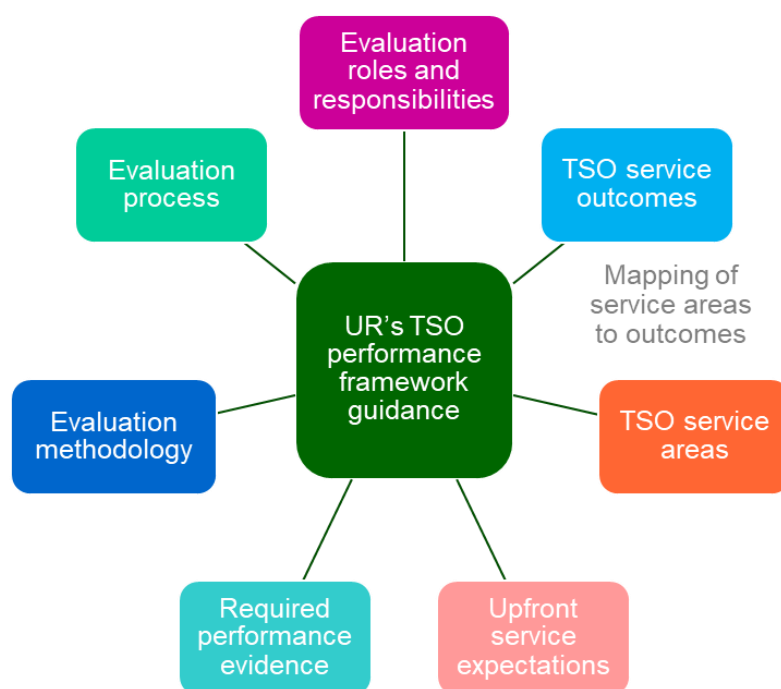 Evaluation
roles and
responsibilities
Evaluation
process
TSO service
outcomes
Mapping of
service areas
to outcomes
UR's TSO
performance
framework
guidance
Evaluation
methodology
TSO service
areas
Required
performance
evidence
Upfront
service
expectations